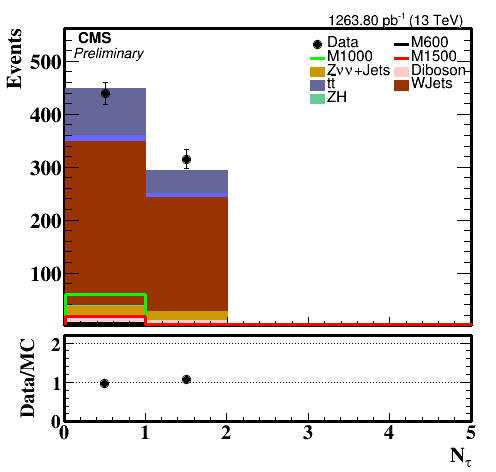 1263.80 pb⁻¹ (13 TeV)
CMS
Preliminary
Data
M600
M1000
M1500
Zνν+Jets
Diboson
tt
WJets
ZH
Events
500
400
300
200
100
Data/MC
2
1
0
0 1 2 3 4 5
Nτ